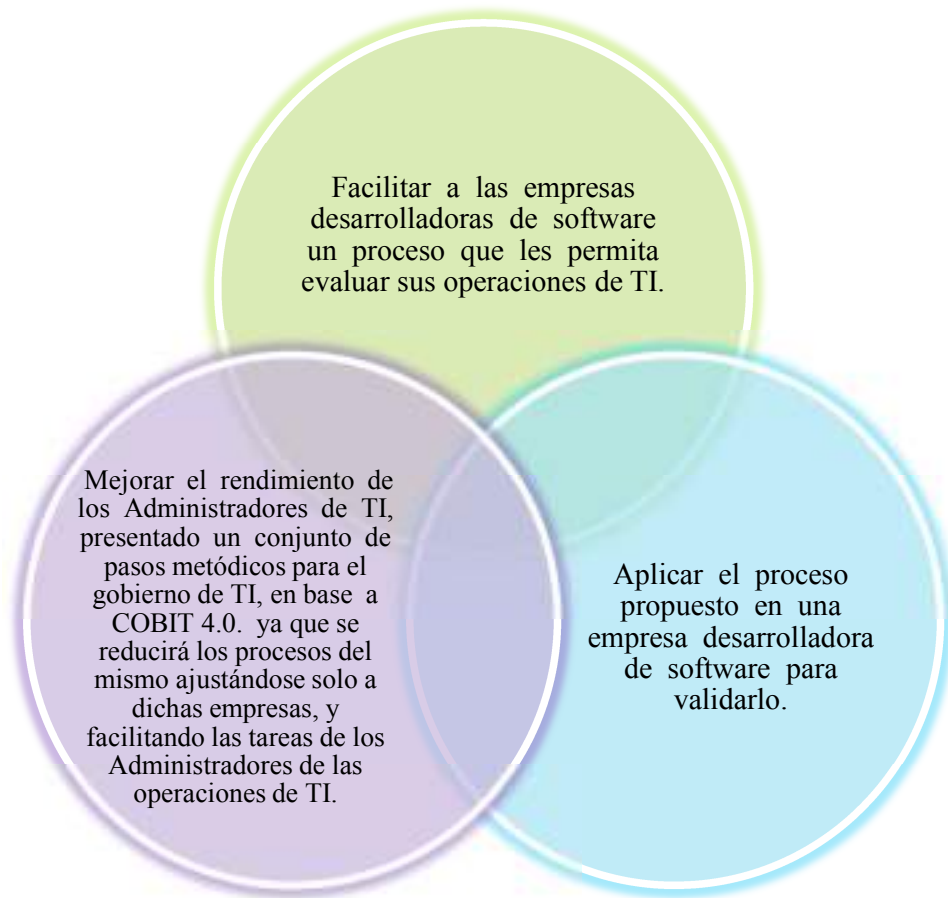 Facilitar a las empresas
desarrolladoras de software
un proceso que les permita
evaluar sus operaciones de TI.
Mejorar el rendimiento de
los Administradores de TI,
presentado un conjunto de
pasos metódicos para el
gobierno de TI, en base a
COBIT 4.0. ya que se
reducirá los procesos del
mismo ajustándose solo a
dichas empresas, y
facilitando las tareas de los
Administradores de las
operaciones de TI.
Aplicar el proceso
propuesto en una
empresa desarrolladora
de software para
validarlo.